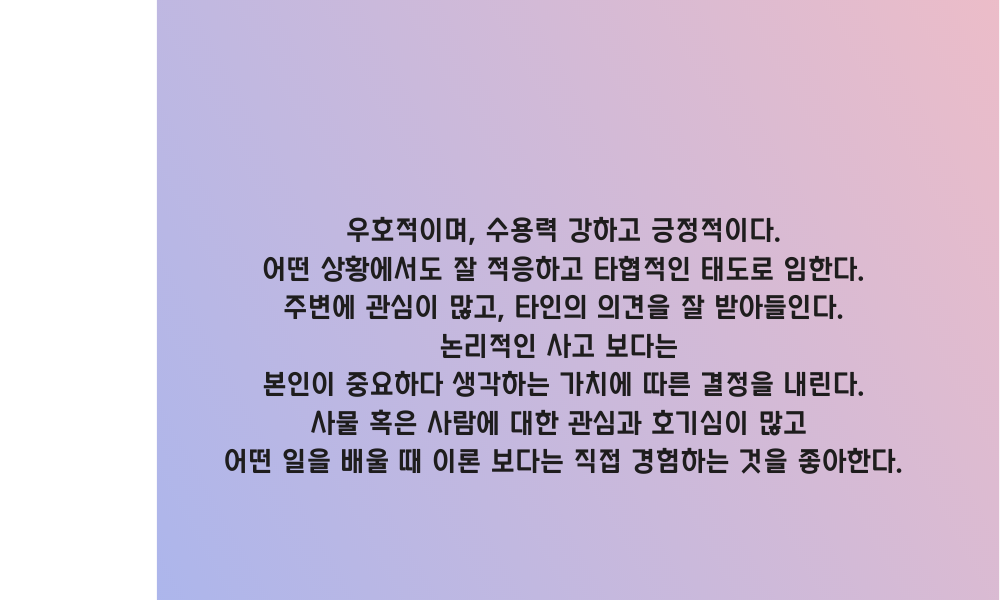 우호적이며, 수용력 강하고 긍정적이다.
어떤 상황에서도 잘 적응하고 타협적인 태도로 임한다.
주변에 관심이 많고, 타인의 의견을 잘 받아들인다.
논리적인 사고 보다는
본인이 중요하다 생각하는 가치에 따른 결정을 내린다.
사물 혹은 사람에 대한 관심과 호기심이 많고
어떤 일을 배울 때 이론 보다는 직접 경험하는 것을 좋아한다.